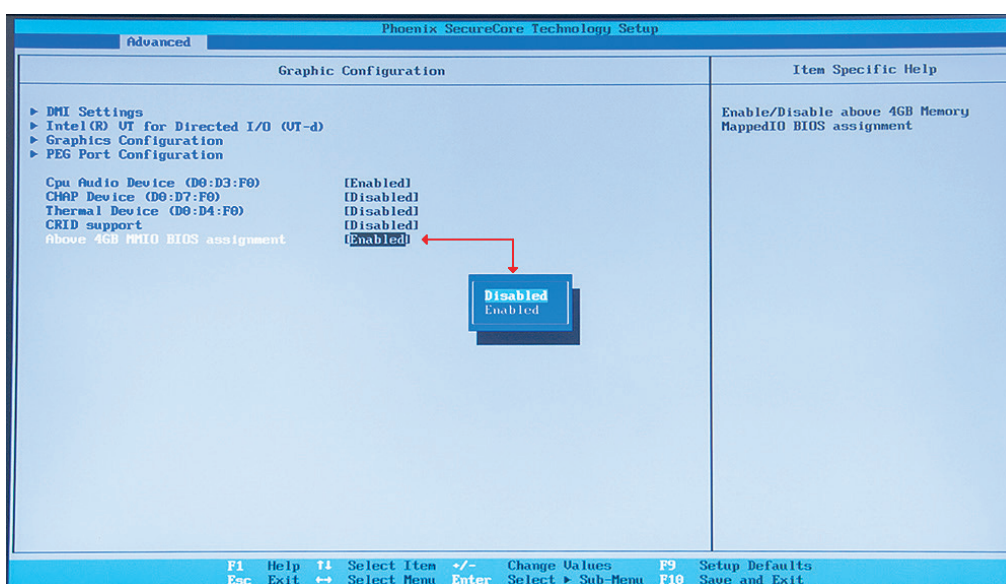 Phoenix SecureCore Technology Setup
Advanced
Graphic Configuration
Item Specific Help
▶ DMI Settings
▶ Intel(R) VT for Directed I/O (VT-d)
▶ Graphics Configuration
▶ PEG Port Configuration
Cpu Audio Device (D0:D3:F0) [Enabled]
CHAP Device (D0:D7:F0) [Disabled]
Thermal Device (D0:D4:F0) [Disabled]
CRID support [Disabled]
Above 4GB MMIO BIOS assignment [Enabled]
Enable/Disable above 4GB Memory
MappedIO BIOS assignment
Disabled
Enabled
F1 Help ↑↓ Select Item +/- Change Values F9 Setup Defaults
Esc Exit ↔ Select Menu Enter Select ▶ Sub-Menu F10 Save and Exit